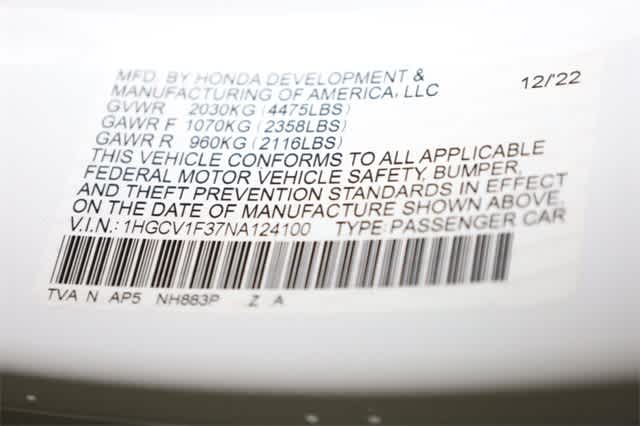 MFD. BY HONDA DEVELOPMENT &
MANUFACTURING OF AMERICA, LLC 12/'22
GVWR 2030KG (4475LBS)
GAWR F 1070KG (2358LBS)
GAWR R 960KG (2116LBS)
THIS VEHICLE CONFORMS TO ALL APPLICABLE
FEDERAL MOTOR VEHICLE SAFETY, BUMPER,
AND THEFT PREVENTION STANDARDS IN EFFECT
ON THE DATE OF MANUFACTURE SHOWN ABOVE.
V.I.N.: 1HGCV1F37NA124100 TYPE: PASSENGER CAR
TVA N AP5 NH883P Z A